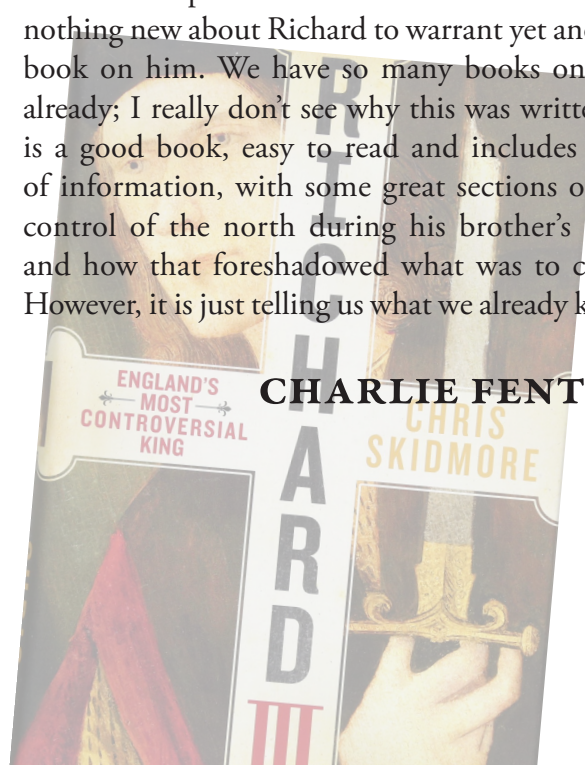 nothing new about Richard to warrant yet
book on him. We have so many books on
already; I really don't see why this was
is a good book, easy to read and includes
of information, with some great sections
control of the north during his brother's
and how that foreshadowed what was to
However, it is just telling us what we already
CHARLIE
RICHARD
III
ENGLAND'S
MOST
CONTROVERSIAL
KING
CHRIS
SKIDMORE